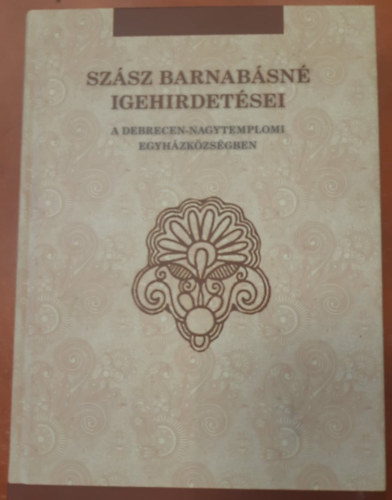 SZÁSZ BARNABÁSNÉ
IGEHIRDETÉSEI
A DEBRECEN-NAGYTEMPLOMI
EGYHÁZKÖZSÉGBEN